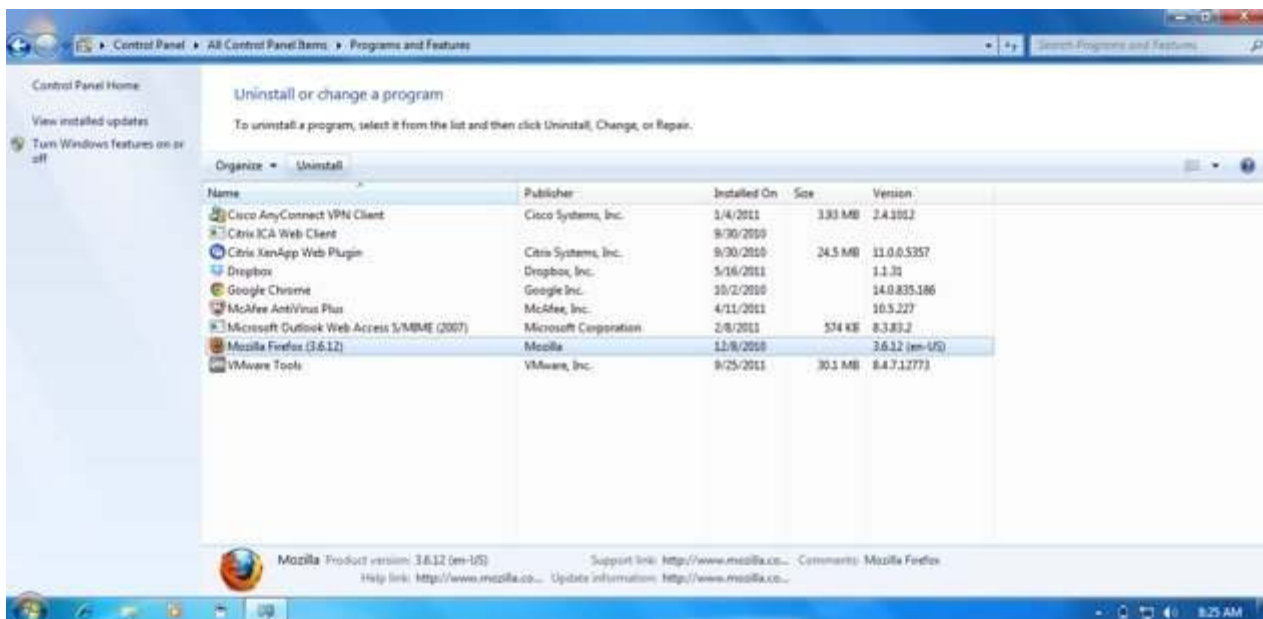 Control Panel ▸ All Control Panel Items ▸ Programs and Features
Search Programs and Features
Control Panel Home
View installed updates
Turn Windows features on or
off
Uninstall or change a program
To uninstall a program, select it from the list and then click Uninstall, Change, or Repair.
Organize Uninstall
Name Publisher Installed On Size Version
Cisco AnyConnect VPN Client Cisco Systems, Inc. 1/4/2011 3.93 MB 2.4.1012
Citrix ICA Web Client 9/30/2010
Citrix XenApp Web Plugin Citrix Systems, Inc. 9/30/2010 24.5 MB 11.0.0.5357
Dropbox Dropbox, Inc. 5/16/2011 1.1.31
Google Chrome Google Inc. 10/2/2010 14.0.835.186
McAfee AntiVirus Plus McAfee, Inc. 4/11/2011 10.5.227
Microsoft Outlook Web Access S/MIME (2007) Microsoft Corporation 2/8/2011 574 KB 8.3.83.2
Mozilla Firefox (3.6.12) Mozilla 12/8/2010 3.6.12 (en-US)
VMware Tools VMware, Inc. 9/25/2011 30.1 MB 8.4.7.12773
Mozilla Product version: 3.6.12 (en-US) Support link: http://www.mozilla.co... Comments: Mozilla Firefox
Help link: http://www.mozilla.co... Update information: http://www.mozilla.co...
8:25 AM